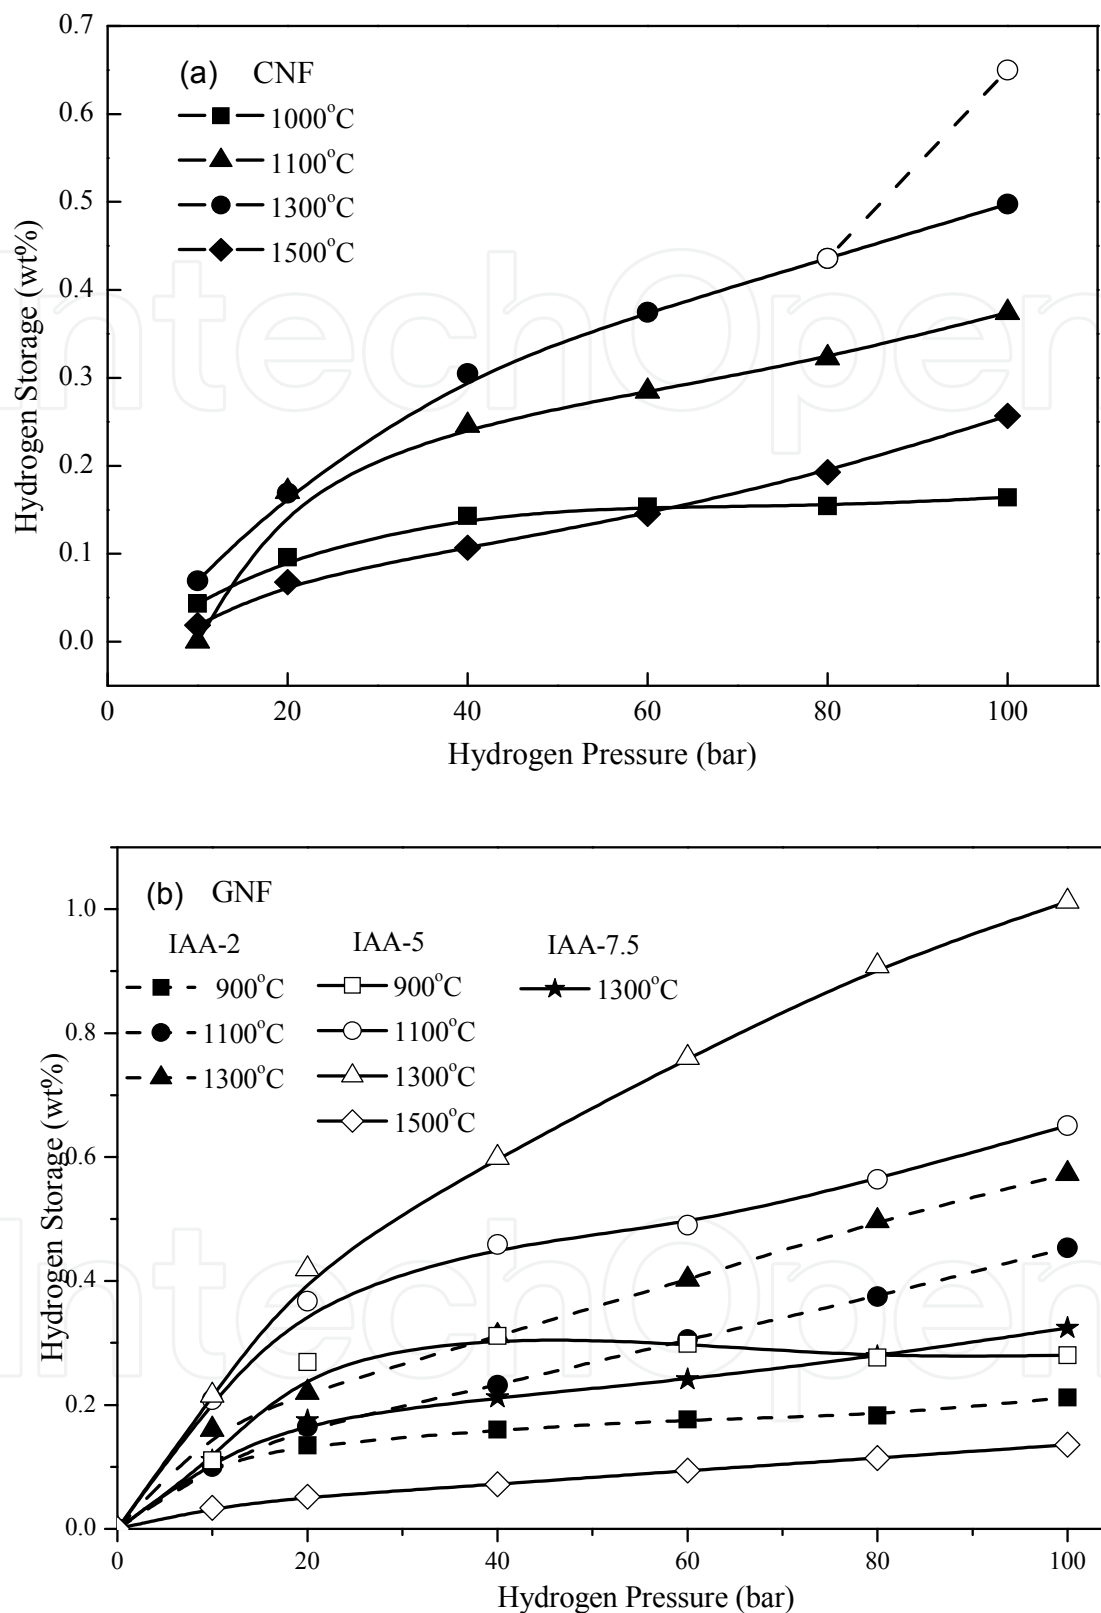 0.7
(a) CNF
0.6
1000°C
1100°C
0.5
1300°C
1500°C
0.4
0.3
0.2
0.1
0.0
Hydrogen Storage (wt%)
0 20 40 60 80 100
Hydrogen Pressure (bar)
IntechOpen
(b) GNF
1.0
IAA-2 IAA-5 IAA-7.5
900°C 900°C 1300°C
1100°C 1100°C
0.8
1300°C 1300°C
1500°C
0.6
0.4
0.2
0.0
Hydrogen Storage (wt%)
0 20 40 60 80 100
Hydrogen Pressure (bar)
IntechOpen